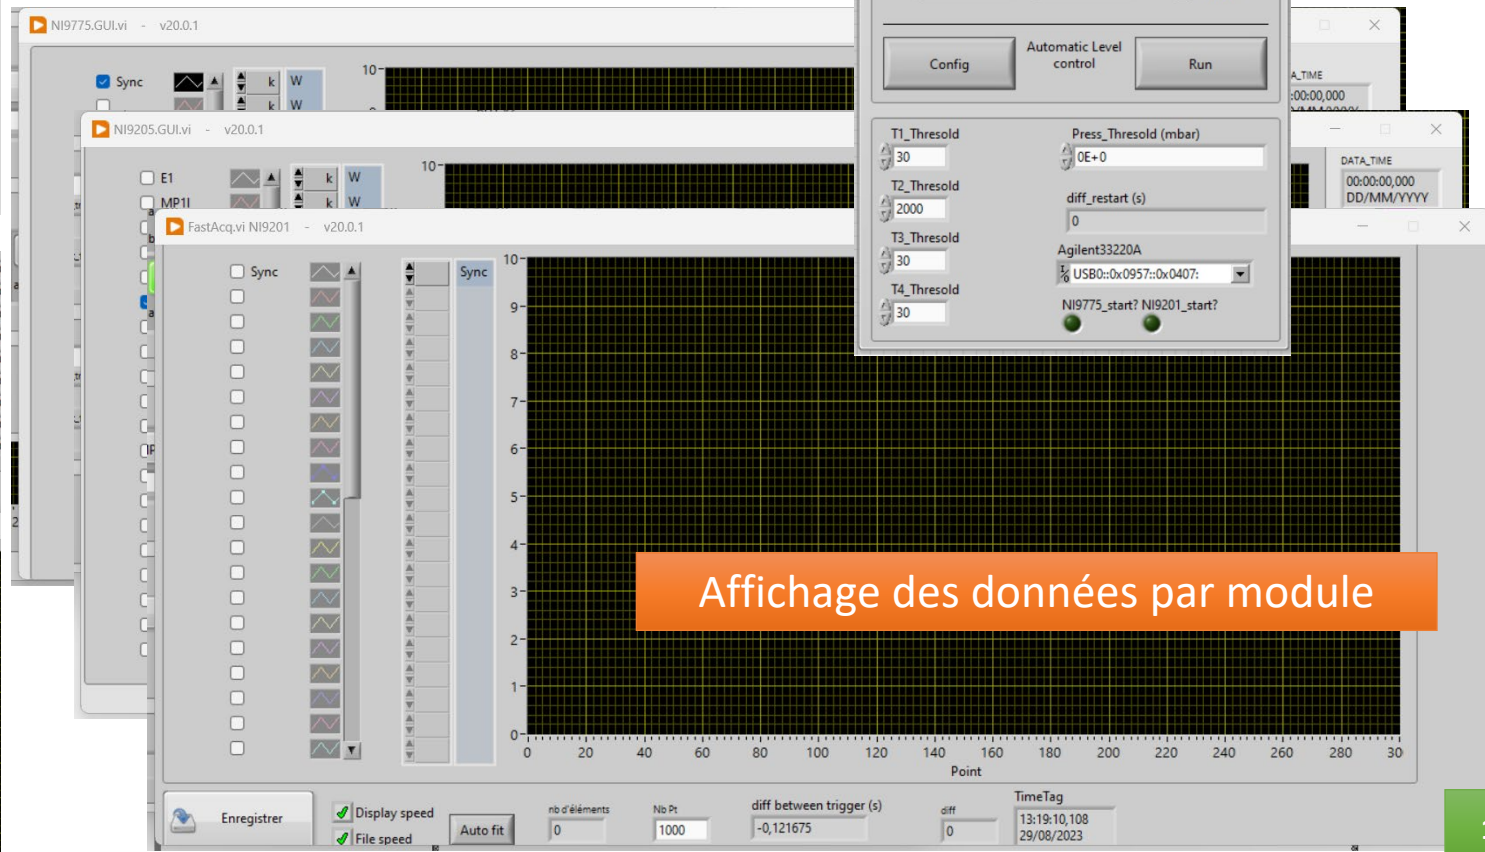 NI9775.GUI.vi - v20.0.1
Sync
k W
10
k W
NI9205.GUI.vi - v20.0.1
E1
k W
10
MP1I
k W
FastAcq.vi NI9201 - v20.0.1
Sync
Sync
10
9
8
7
6
5
4
3
2
1
0
0 20 40 60 80 100 120 140 160 180 200 220 240 260 280 30
Point
Config
Automatic Level
control
Run
T1_Thresold
30
T2_Thresold
2000
T3_Thresold
30
T4_Thresold
30
Press_Thresold (mbar)
0E+0
diff_restart (s)
0
Agilent33220A
USB0::0x0957::0x0407:
NI9775_start? NI9201_start?
A_TIME
:00:00,000
DATA_TIME
00:00:00,000
DD/MM/YYYY
Affichage des données par module
Enregistrer
Display speed
File speed
Auto fit
nb d'éléments
0
Nb Pt
1000
diff between trigger (s)
-0,121675
diff
0
TimeTag
13:19:10,108
29/08/2023